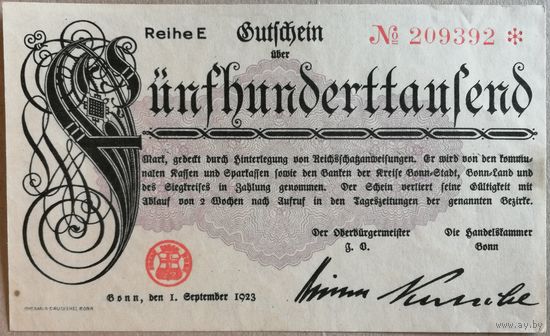 Reihe E Gutschein № 209392 *
über
Fünfhunderttausend
Mark, gedeckt durch Hinterlegung von Reichsschatzanweisungen. Er wird von den kommu-
nalen Kassen und Sparkassen sowie den Banken der Kreise Bonn-Stadt, Bonn-Land und
des Siegkreises in Zahlung genommen. Der Schein verliert seine Gültigkeit mit
Ablauf von 2 Wochen nach Aufruf in den Tageszeitungen der genannten Bezirke.
Der Oberbürgermeister Die Handelskammer
J. V. Bonn
Bonn, den 1. September 1923
www.ay.by